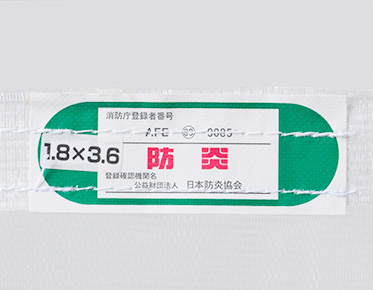 消防庁登録者番号
1.8×3.6
防炎
登録確認機関名
公益財団法人 日本防炎協会